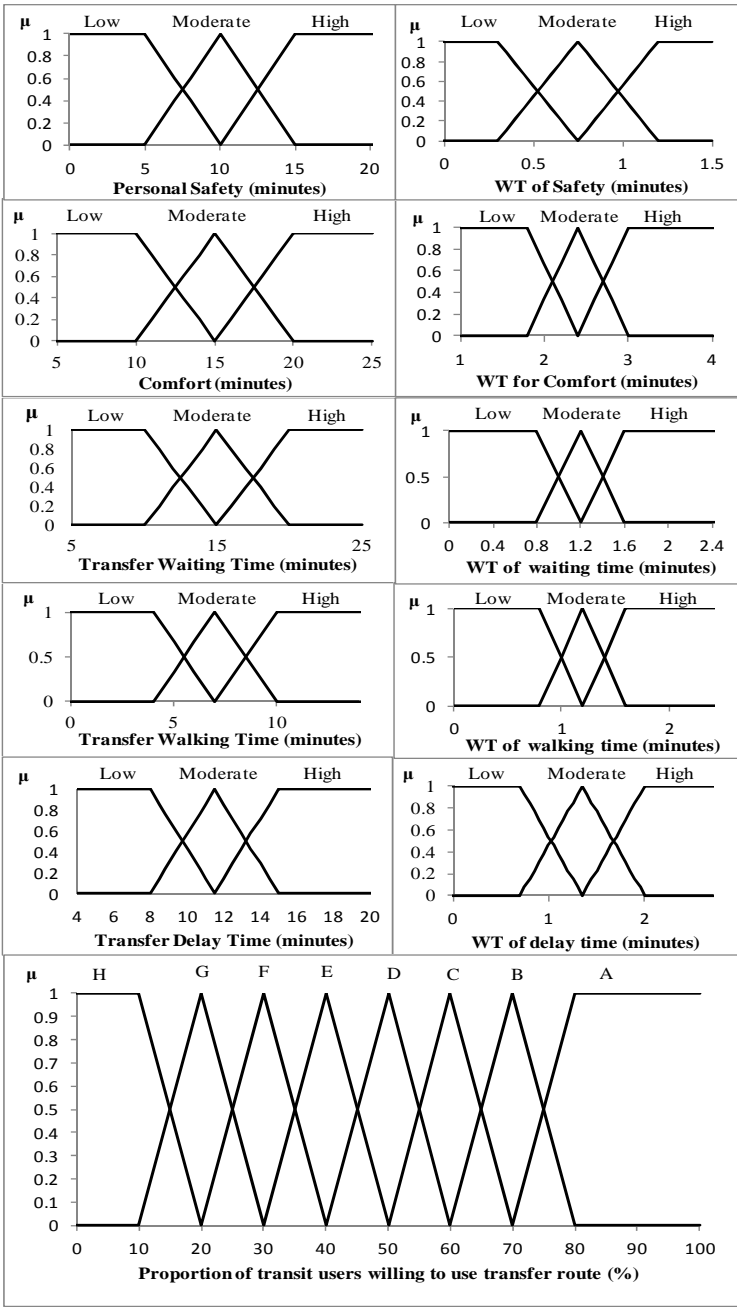 μ Low Moderate High
1
0.8
0.6
0.4
0.2
0
0 5 10 15 20
Personal Safety (minutes)
μ Low Moderate High
1
0.8
0.6
0.4
0.2
0
0 0.5 1 1.5
WT of Safety (minutes)
μ Low Moderate High
1
0.8
0.6
0.4
0.2
0
5 10 15 20 25
Comfort (minutes)
μ Low Moderate High
1
0.8
0.6
0.4
0.2
0
1 2 3 4
WT for Comfort (minutes)
μ Low Moderate High
1
0.8
0.6
0.4
0.2
0
5 15 25
Transfer Waiting Time (minutes)
μ Low Moderate High
1
0.5
0
0 0.4 0.8 1.2 1.6 2 2.4
WT of waiting time (minutes)
μ Low Moderate High
1
0.5
0
0 5 10
Transfer Walking Time (minutes)
μ Low Moderate High
1
0.5
0
0 1 2
WT of walking time (minutes)
μ Low Moderate High
1
0.8
0.6
0.4
0.2
0
4 6 8 10 12 14 16 18 20
Transfer Delay Time (minutes)
μ Low Moderate High
1
0.8
0.6
0.4
0.2
0
0 1 2
WT of delay time (minutes)
μ H G F E D C B A
1
0.9
0.8
0.7
0.6
0.5
0.4
0.3
0.2
0.1
0
0 10 20 30 40 50 60 70 80 90 100
Proportion of transit users willing to use transfer route (%)